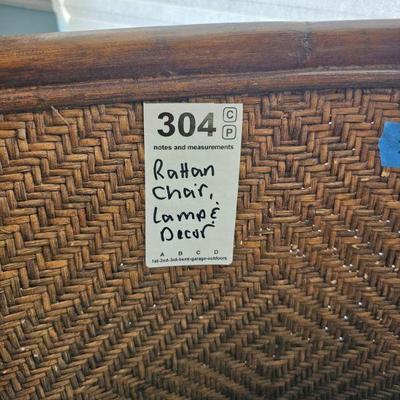 304 C
P
notes and measurements
Rattan
Chair,
Lamp &
Decor
A B C D
1st-2nd-3rd-bsmt-garage-outdoors